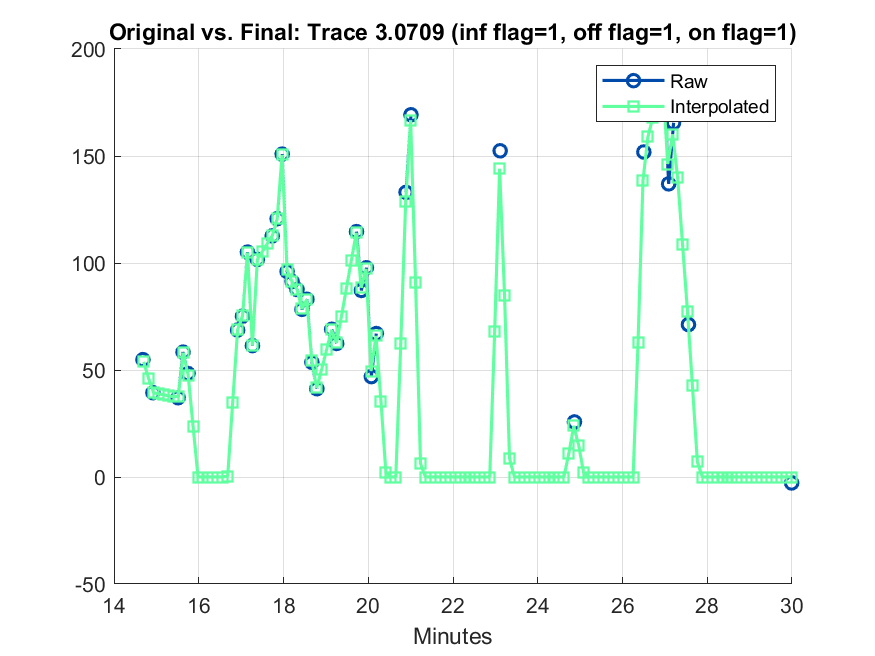 Original vs. Final: Trace 3.0709 (inf flag=1, off flag=1, on flag=1)
200
150
100
50
0
-50
Raw
Interpolated
14 16 18 20 22 24 26 28 30
Minutes